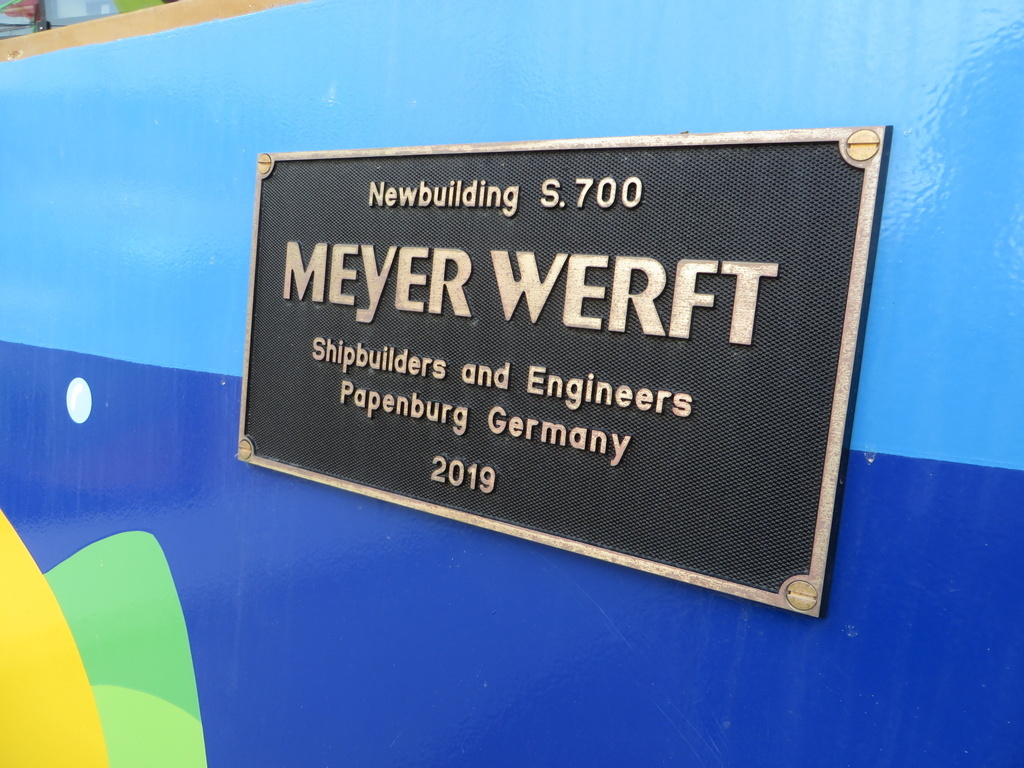 Newbuilding S.700
MEYER WERFT
Shipbuilders and Engineers
Papenburg Germany
2019